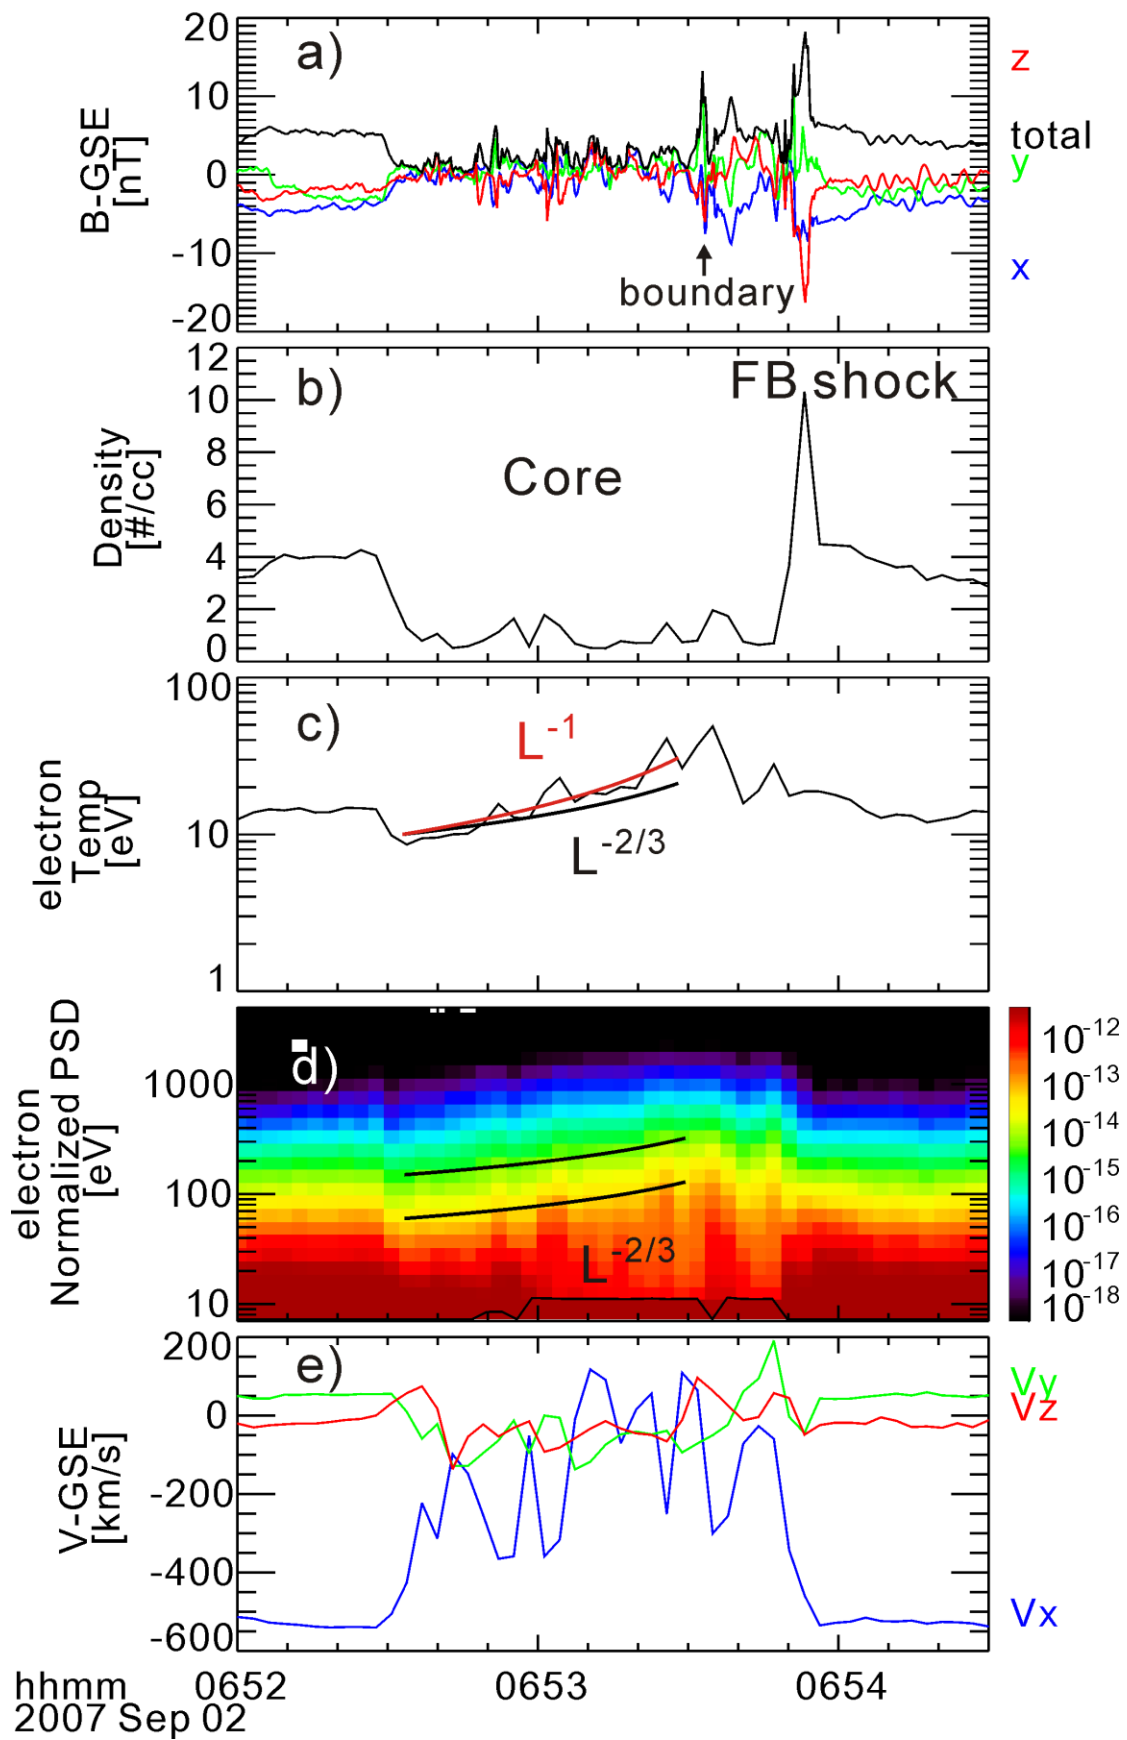 a)
B-GSE
[nT]
20
10
0
-10
-20
boundary
z
total
y
x
b)
FB shock
Core
Density
[#/cc]
12
10
8
6
4
2
0
c)
L^-1
L^-2/3
electron
Temp
[eV]
100
10
1
d)
L^-2/3
electron
Normalized PSD
[eV]
1000
100
10
10^-12
10^-13
10^-14
10^-15
10^-16
10^-17
10^-18
e)
V-GSE
[km/s]
200
0
-200
-400
-600
Vy
Vz
Vx
hhmm 0652 0653 0654
2007 Sep 02